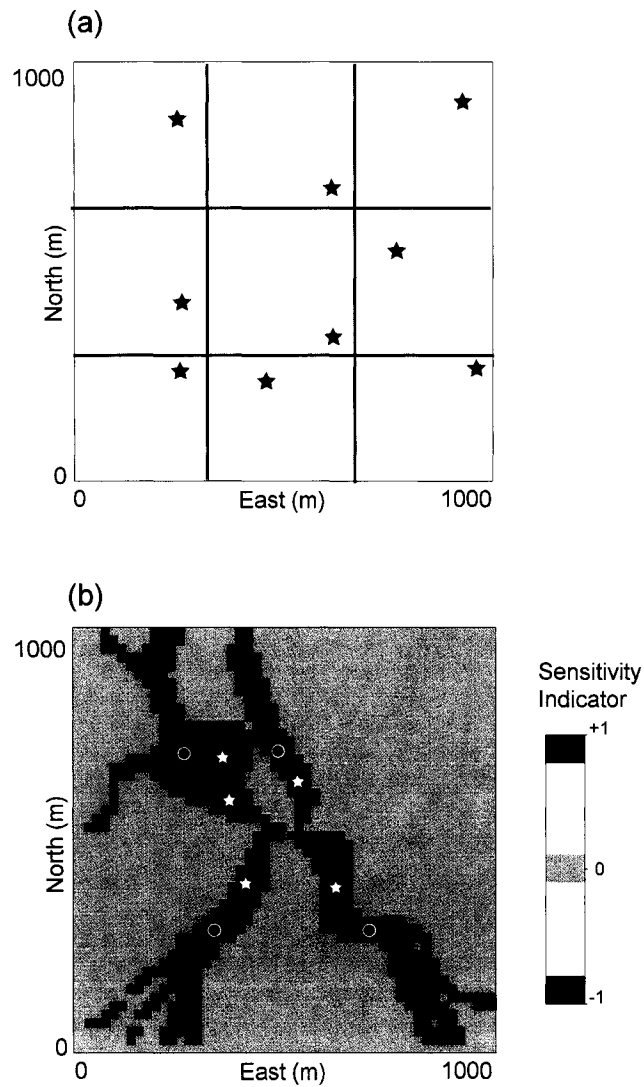 (a)
1000
North (m)
0
0
East (m)
1000
(b)
1000
North (m)
0
0
East (m)
1000
Sensitivity
Indicator
+1
0
-1